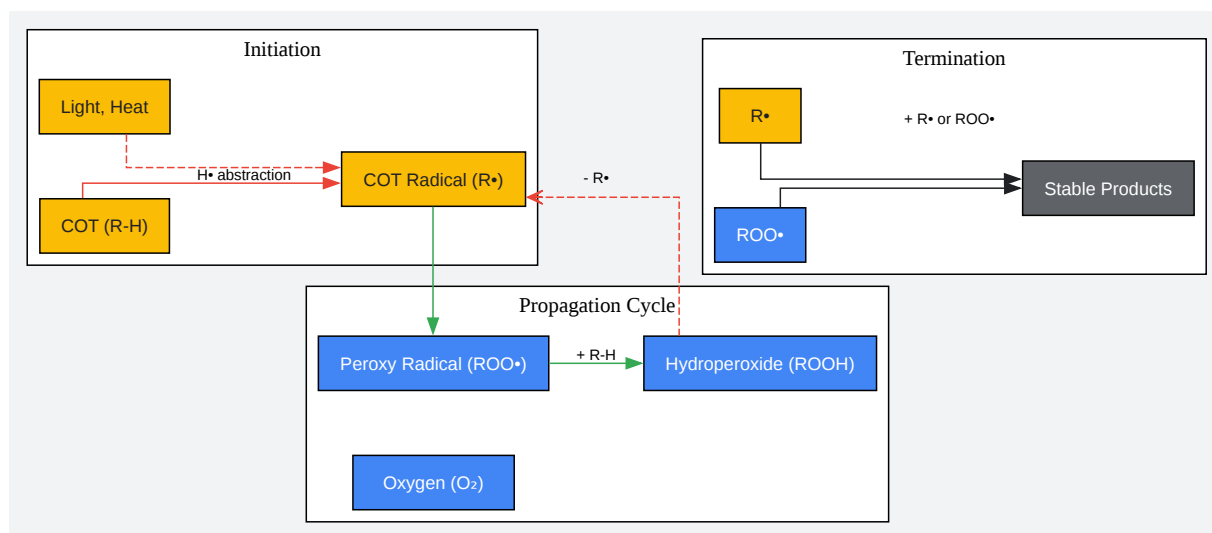 Initiation
Light, Heat
H• abstraction
COT Radical (R•)
COT (R-H)
- R•
Termination
R•
+ R• or ROO•
Stable Products
ROO•
Propagation Cycle
Peroxy Radical (ROO•)
+ R-H
Hydroperoxide (ROOH)
Oxygen (O₂)